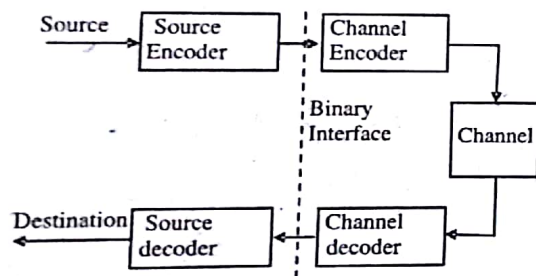 Source
Source
Encoder
Channel
Encoder
Binary
Interface
Channel
Destination
Source
decoder
Channel
decoder